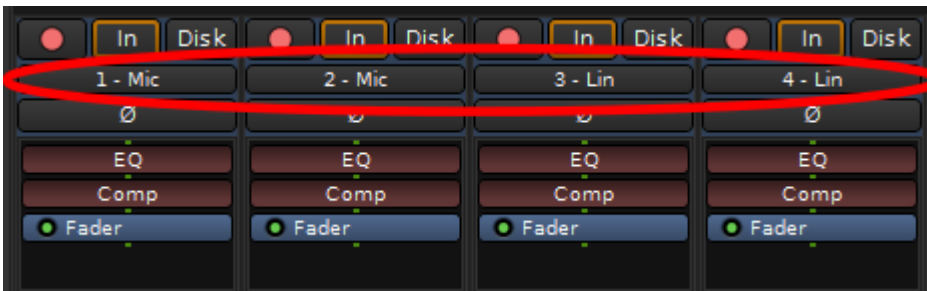 In Disk In Disk In Disk In Disk
1 - Mic 2 - Mic 3 - Lin 4 - Lin
Ø Ø Ø Ø
EQ EQ EQ EQ
Comp Comp Comp Comp
Fader Fader Fader Fader